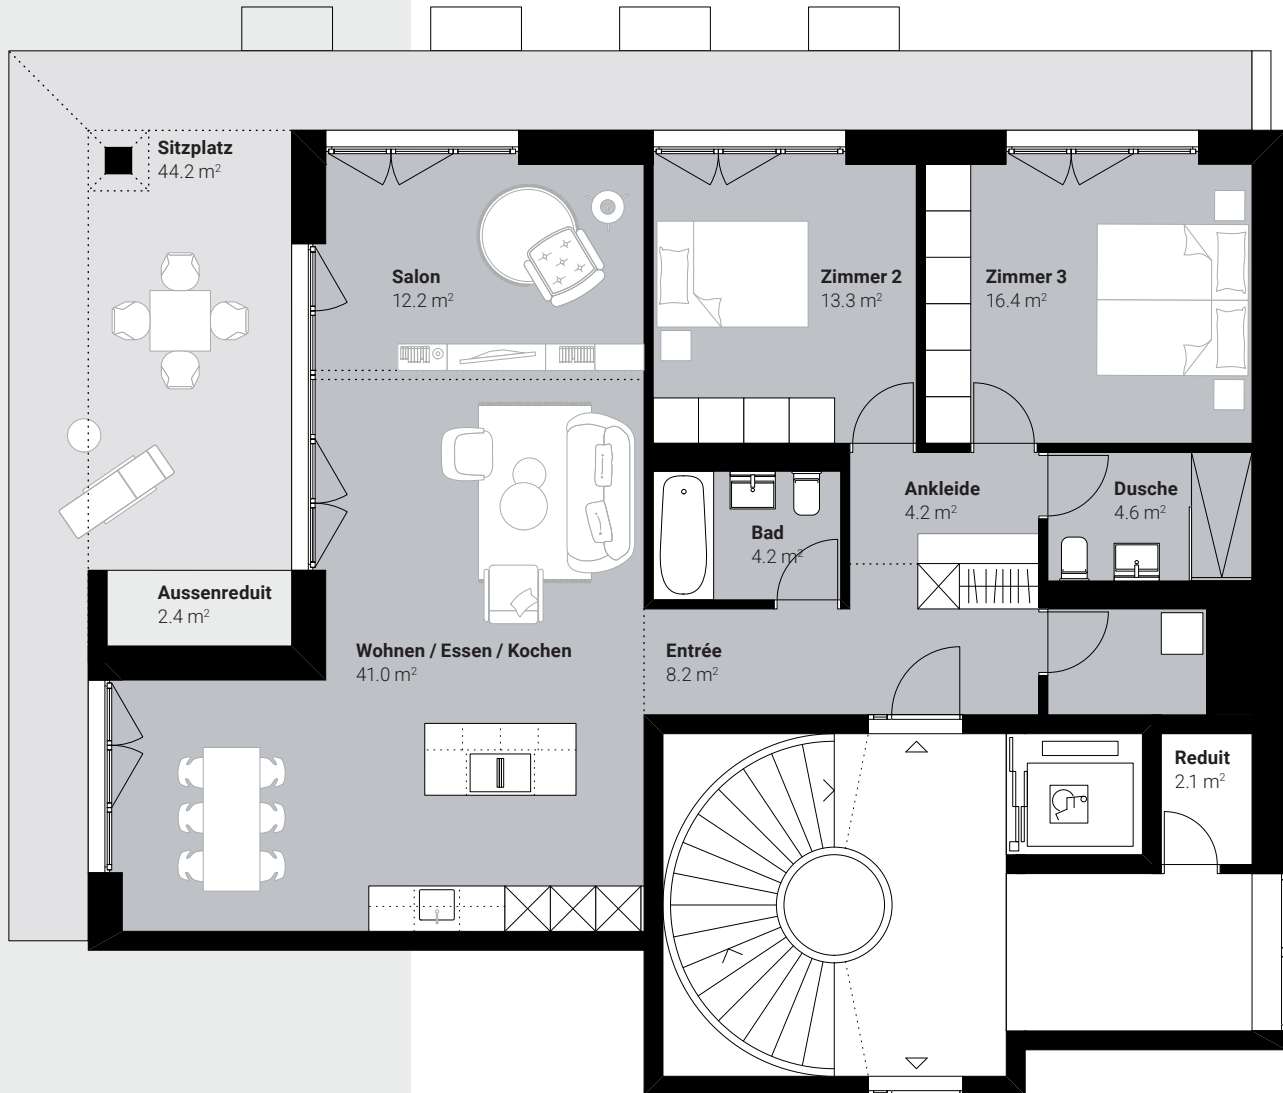 Sitzplatz
44.2 m²
Salon
12.2 m²
Zimmer 2
13.3 m²
Zimmer 3
16.4 m²
Ankleide
4.2 m²
Dusche
4.6 m²
Bad
4.2 m²
Aussenreduit
2.4 m²
Wohnen / Essen / Kochen
41.0 m²
Entrée
8.2 m²
Reduit
2.1 m²